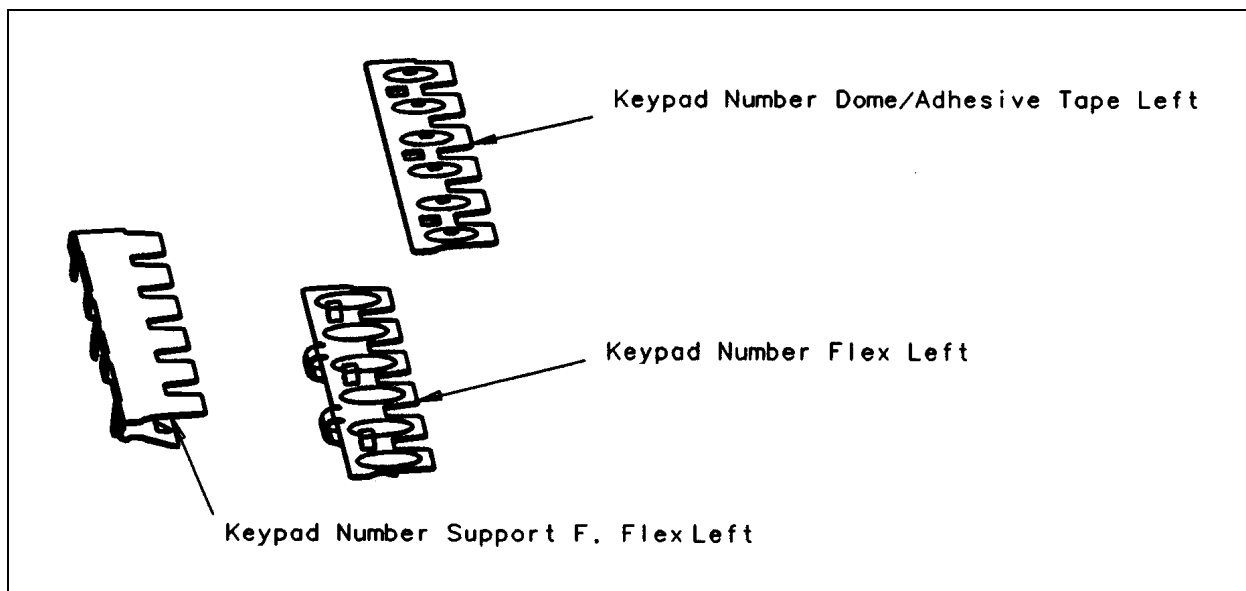 Keypad Number Dome/Adhesive Tape Left
Keypad Number Flex Left
Keypad Number Support F. Flex Left